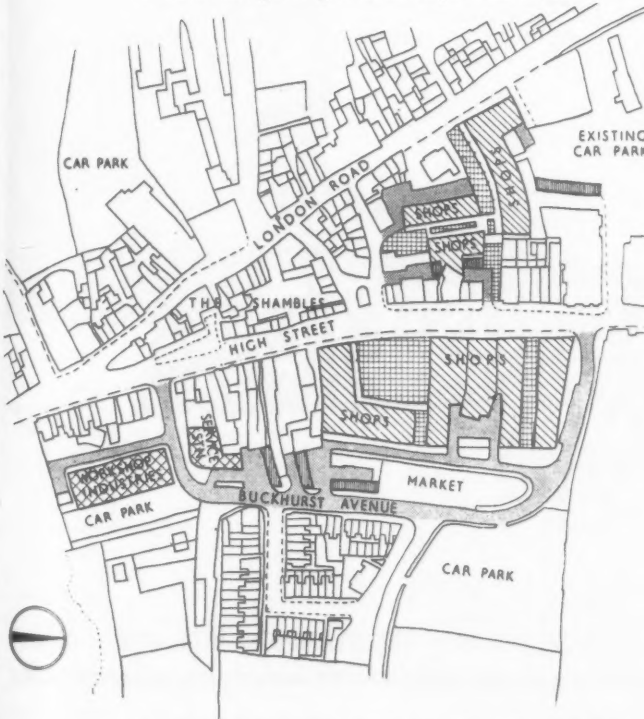 CAR PARK
LONDON ROAD
EXISTING
CAR PARK
SHOPS
SHOPS
SHOPS
THE SHAMBLES
HIGH STREET
SHOPS
SHOPS
SERVICE
STN.
WORKSHOP
INDUSTRIE
CAR PARK
MARKET
BUCKHURST AVENUE
CAR PARK